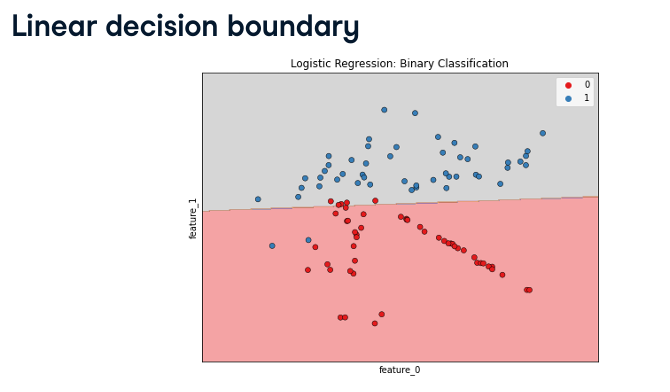 Linear decision boundary
Logistic Regression: Binary Classification
0
1
feature_1
feature_0